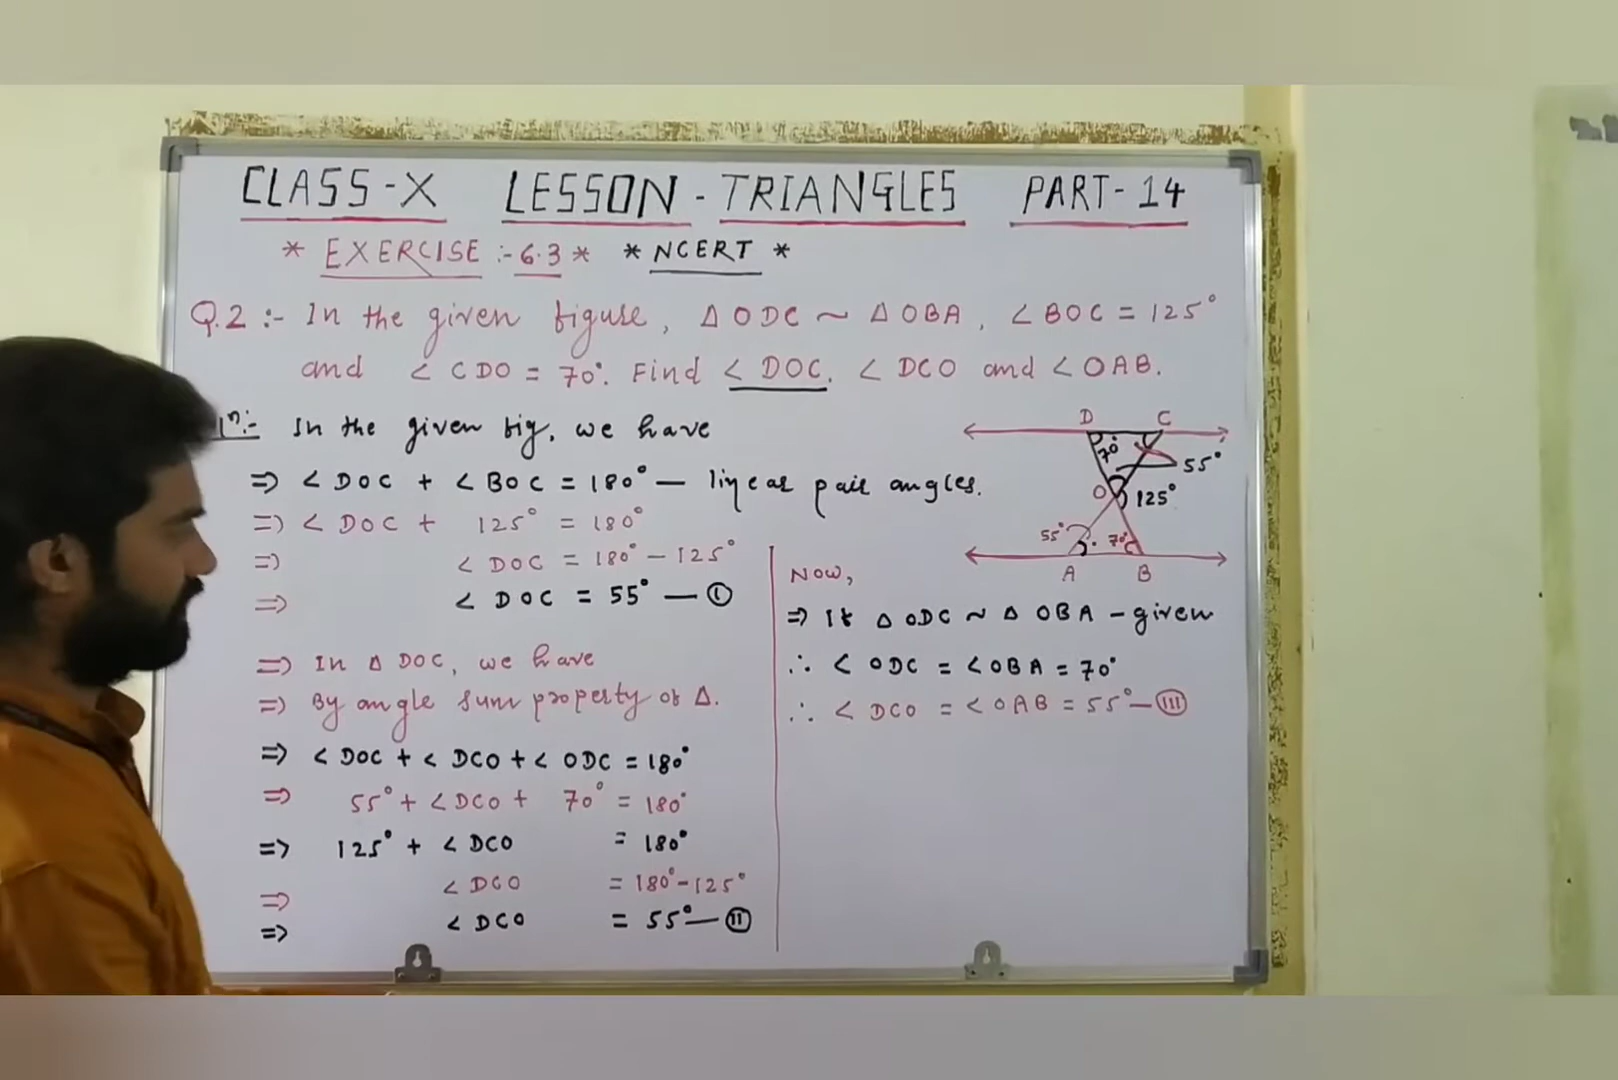 CLASS-X LESSON - TRIANGLES PART-14
* EXERCISE :- 6.3 * * NCERT *
Q.2 :- In the given figure, △ ODC ~ △ OBA, ∠ BOC = 125°
and ∠ CDO = 70°. Find ∠ DOC, ∠ DCO and ∠ OAB.
In the given fig, we have
=> ∠ DOC + ∠ BOC = 180° — linear pair angles.
=> ∠ DOC + 125° = 180°
=> ∠ DOC = 180° - 125°
=> ∠ DOC = 55° — (I)
=> In △ DOC, we have
=> By angle sum property of △.
=> ∠ DOC + ∠ DCO + ∠ ODC = 180°
=> 55° + ∠ DCO + 70° = 180°
=> 125° + ∠ DCO = 180°
=> ∠ DCO = 180° - 125°
=> ∠ DCO = 55° — (II)
D C
70°
55°
O 125°
55° 70°
A B
Now,
=> If △ ODC ~ △ OBA - given
∴ ∠ ODC = ∠ OBA = 70°
∴ ∠ DCO = ∠ OAB = 55° — (III)